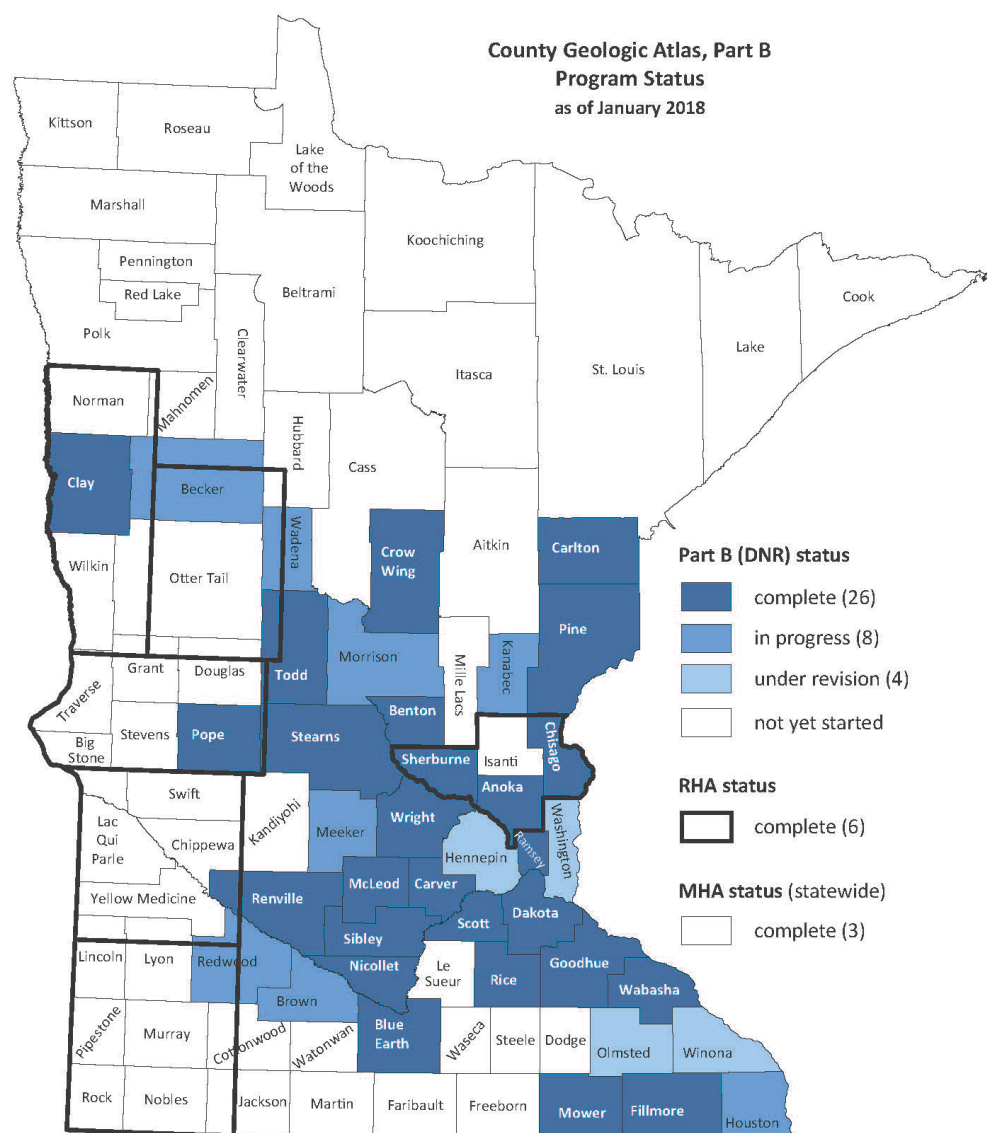 County Geologic Atlas, Part B
Program Status
as of January 2018
Kittson
Roseau
Lake
of the
Woods
Marshall
Koochiching
Pennington
Red Lake
Beltrami
Cook
Polk
Clearwater
Lake
St. Louis
Itasca
Norman
Mahnomen
Hubbard
Cass
Clay
Becker
Wadena
Crow
Wing
Aitkin
Carlton
Wilkin
Otter Tail
Pine
Morrison
Mille Lacs
Kanabec
Grant
Douglas
Todd
Traverse
Benton
Stevens
Pope
Stearns
Big
Stone
Sherburne
Isanti
Chisago
Anoka
Swift
Kandiyohi
Wright
Washington
Lac
Qui
Parle
Chippewa
Meeker
Hennepin
Ramsey
Yellow Medicine
Renville
McLeod
Carver
Dakota
Scott
Sibley
Lincoln
Lyon
Redwood
Nicollet
Le
Sueur
Rice
Goodhue
Wabasha
Brown
Pipestone
Murray
Cottonwood
Watonwan
Blue
Earth
Waseca
Steele
Dodge
Olmsted
Winona
Rock
Nobles
Jackson
Martin
Faribault
Freeborn
Mower
Fillmore
Houston
Part B (DNR) status
complete (26)
in progress (8)
under revision (4)
not yet started
RHA status
complete (6)
MHA status (statewide)
complete (3)